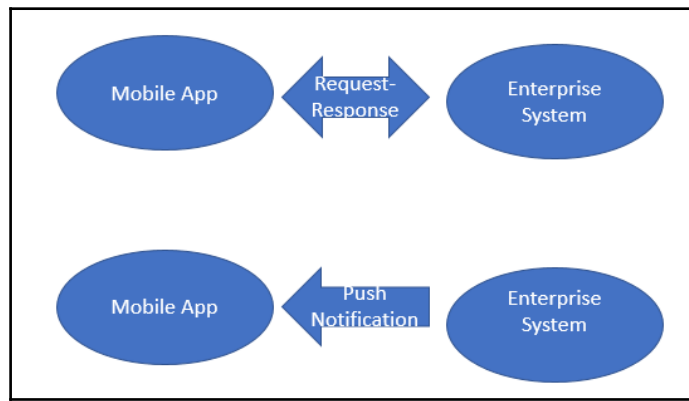 Mobile App
Request-
Response
Enterprise
System
Mobile App
Push
Notification
Enterprise
System